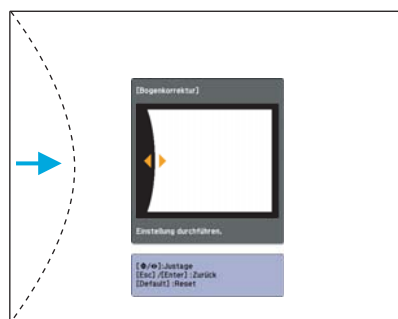 [Bogenkorrektur]
Einstellung durchführen.
[◆/◆]:Justage
[Esc] /[Enter] :Zurück
[Default] :Reset